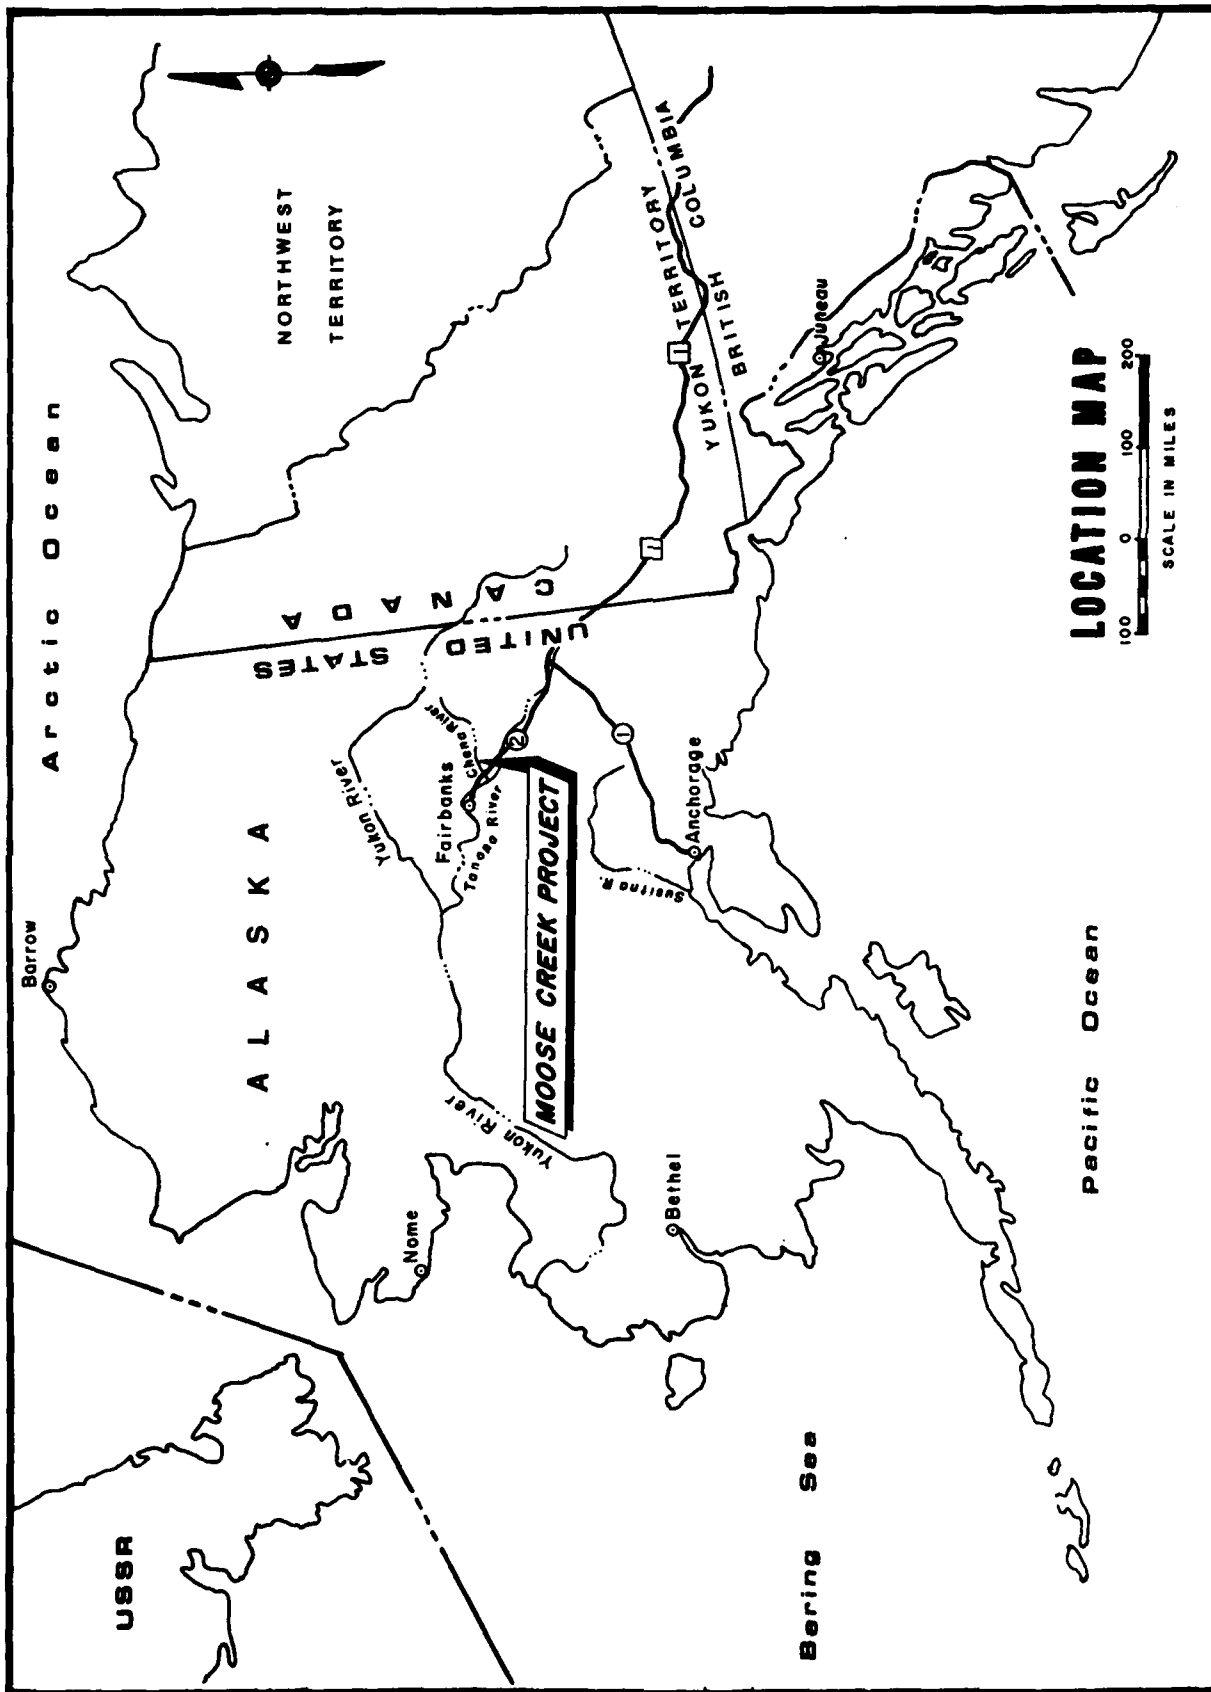 Arctic Ocean
Barrow
USSR
ALASKA
NORTHWEST
TERRITORY
UNITED STATES
CANADA
Yukon River
Chena River
Fairbanks
Tanana River
2
MOOSE CREEK PROJECT
Yukon River
Nome
1
Susitna R.
Anchorage
Bethel
YUKON TERRITORY
BRITISH COLUMBIA
Juneau
Bering Sea
Pacific Ocean
LOCATION MAP
100 0 100 200
SCALE IN MILES